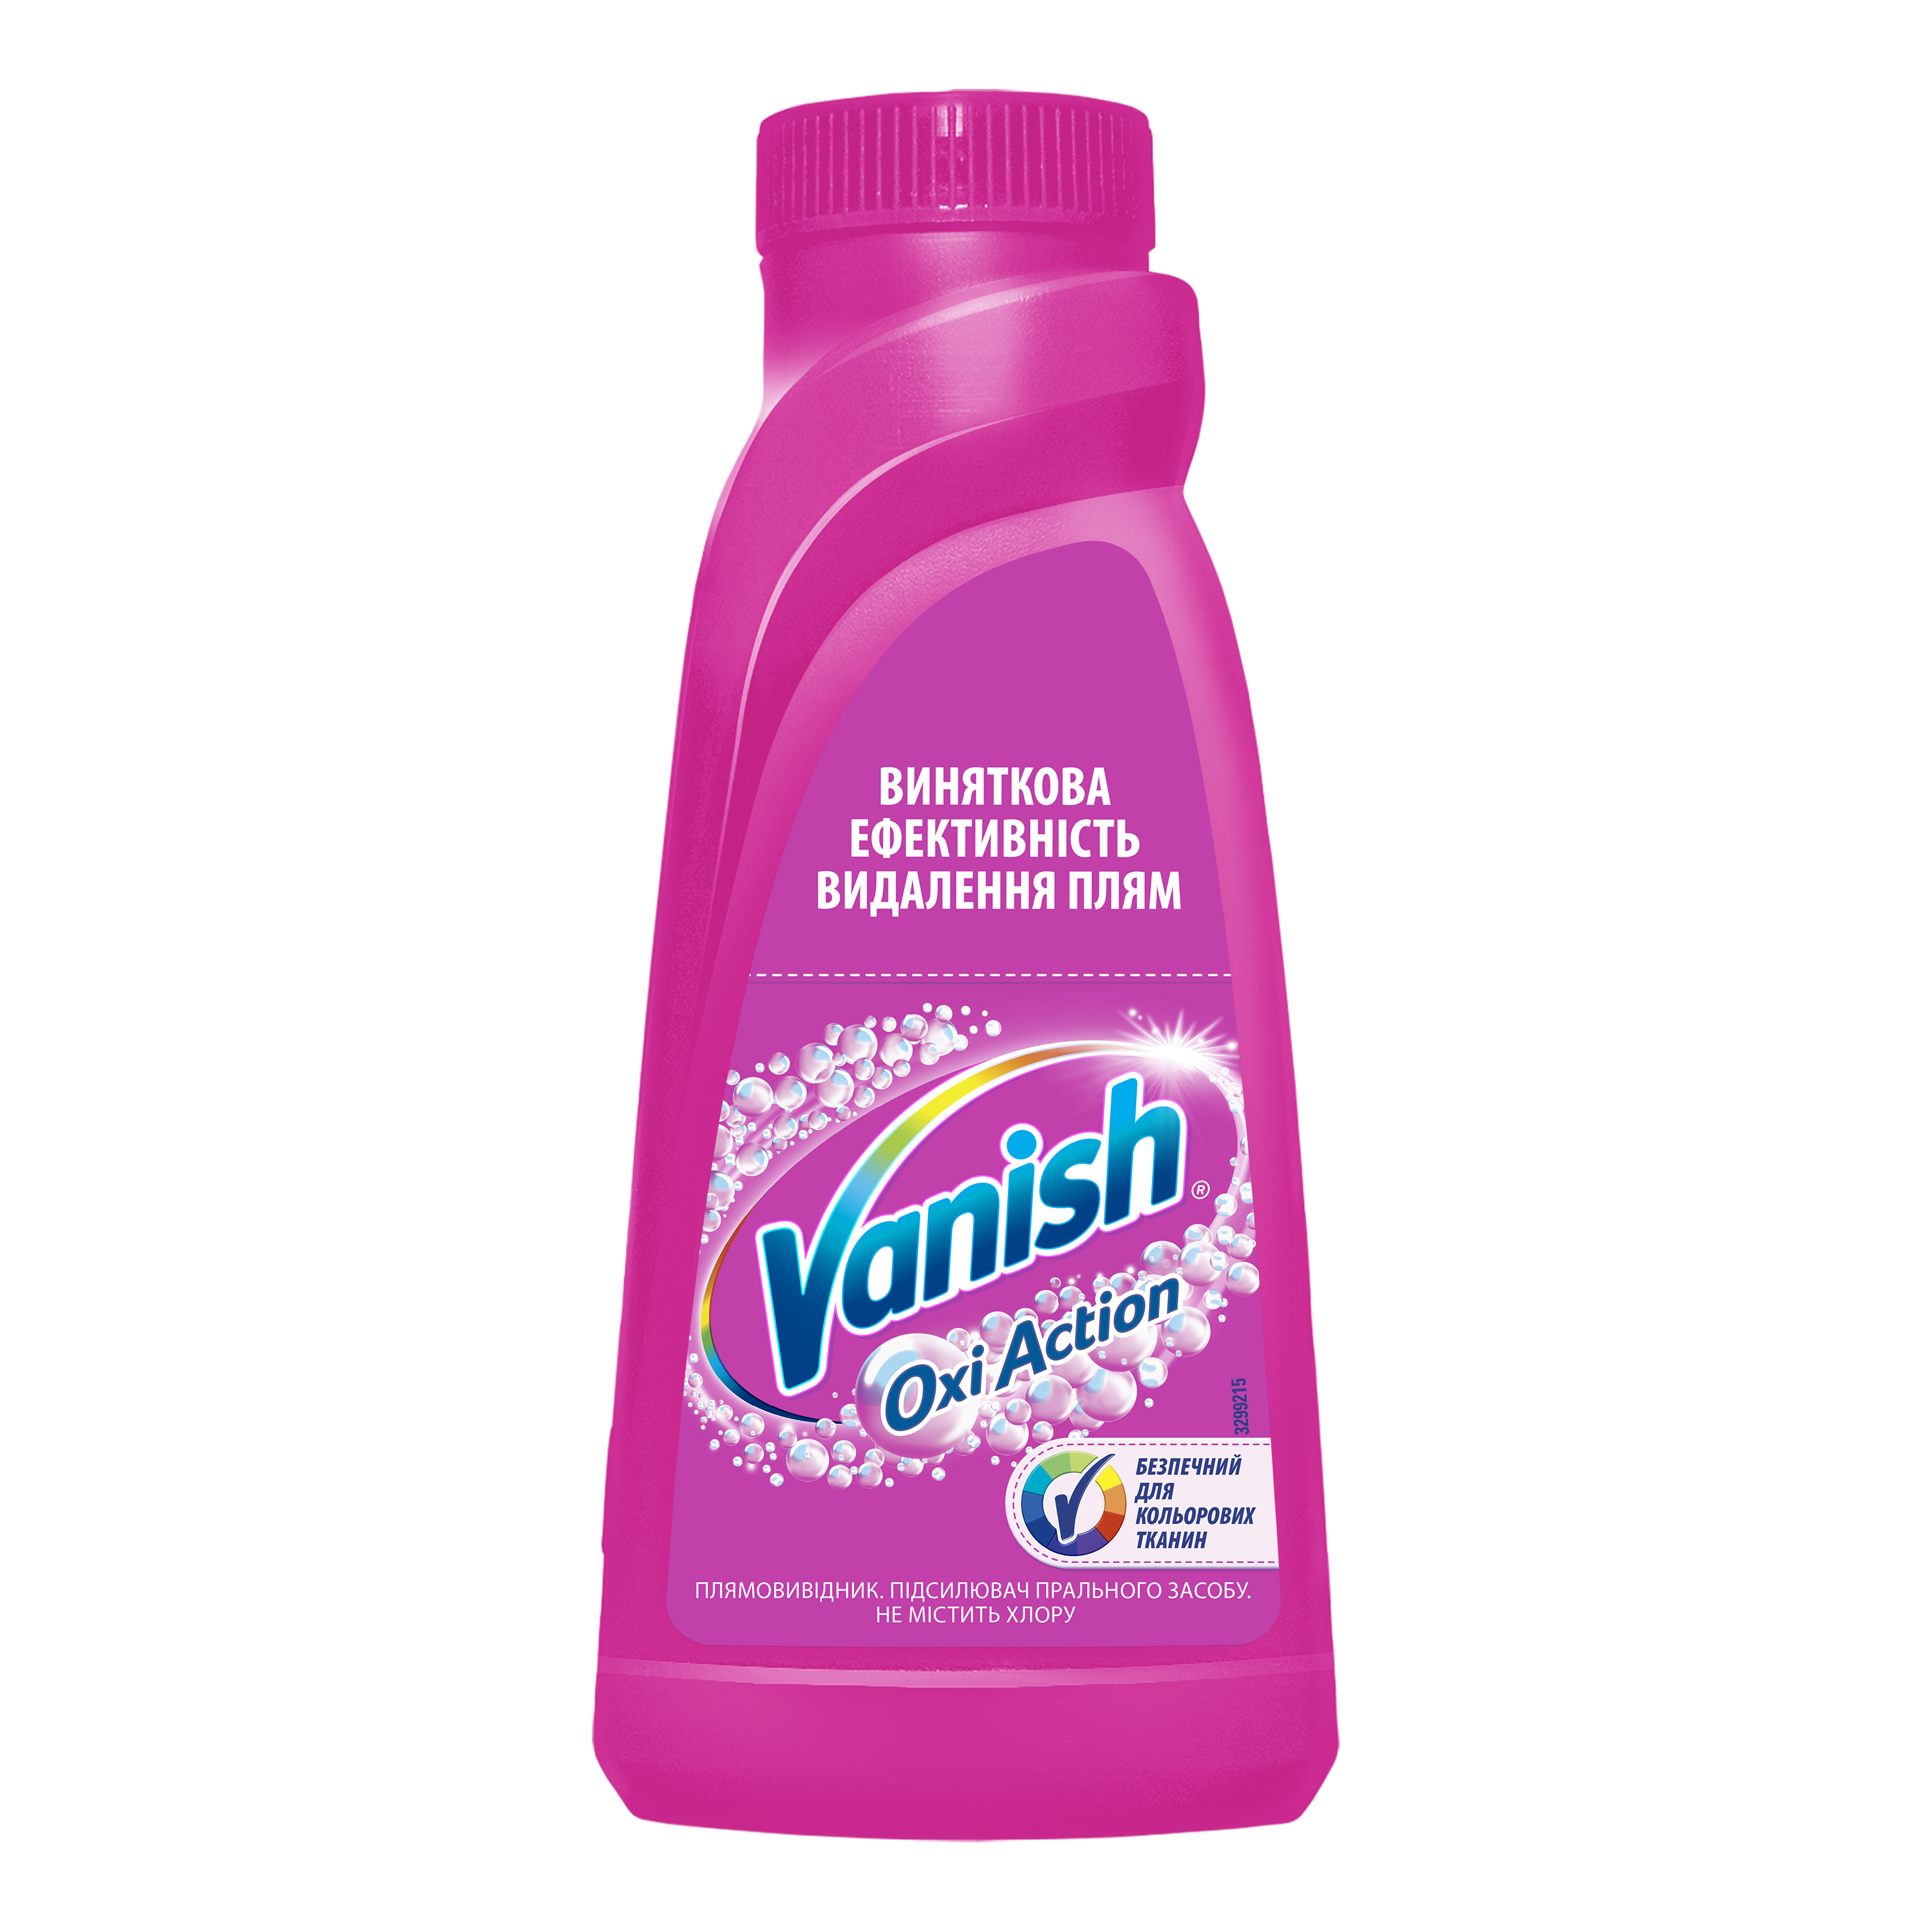 ВИНЯТКОВА
ЕФЕКТИВНІСТЬ
ВИДАЛЕННЯ ПЛЯМ
Vanish®
Oxi Action
3299215
БЕЗПЕЧНИЙ
ДЛЯ
КОЛЬОРОВИХ
ТКАНИН
ПЛЯМОВИВІДНИК. ПІДСИЛЮВАЧ ПРАЛЬНОГО ЗАСОБУ.
НЕ МІСТИТЬ ХЛОРУ